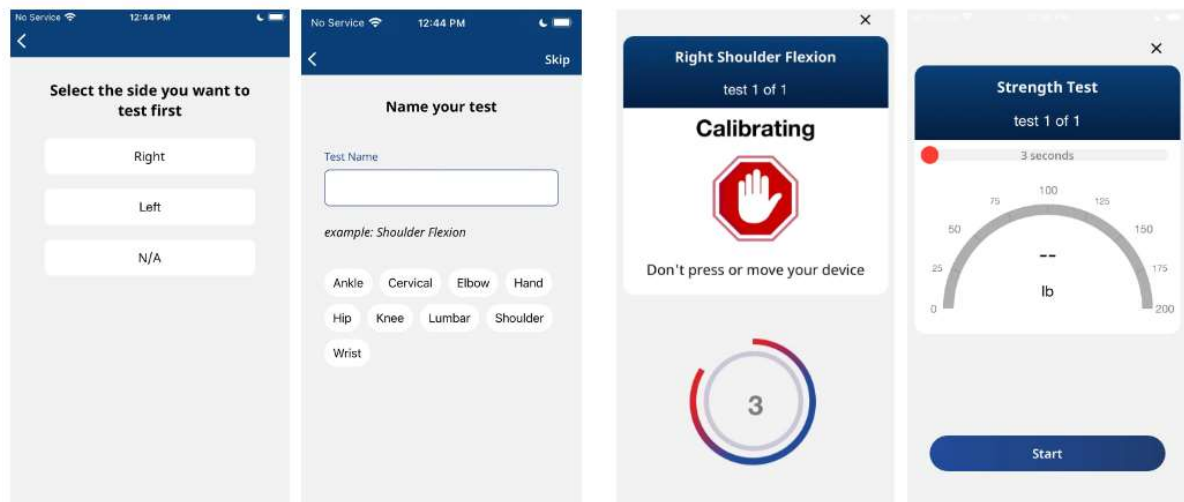 No Service 12:44 PM
Select the side you want to
test first
Right
Left
N/A
No Service 12:44 PM
Skip
Name your test
Test Name
example: Shoulder Flexion
Ankle Cervical Elbow Hand
Hip Knee Lumbar Shoulder
Wrist
Right Shoulder Flexion
test 1 of 1
Calibrating
Don't press or move your device
3
Strength Test
test 1 of 1
3 seconds
0 25 50 75 100 125 150 175 200
--
lb
Start